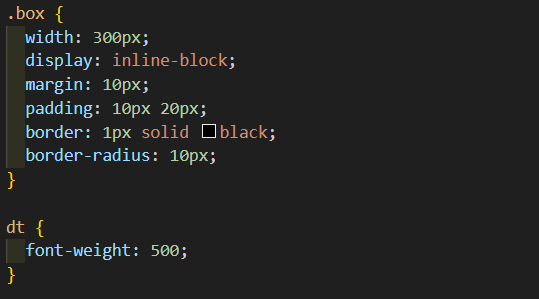 .box {
  width: 300px;
  display: inline-block;
  margin: 10px;
  padding: 10px 20px;
  border: 1px solid black;
  border-radius: 10px;
}

dt {
  font-weight: 500;
}